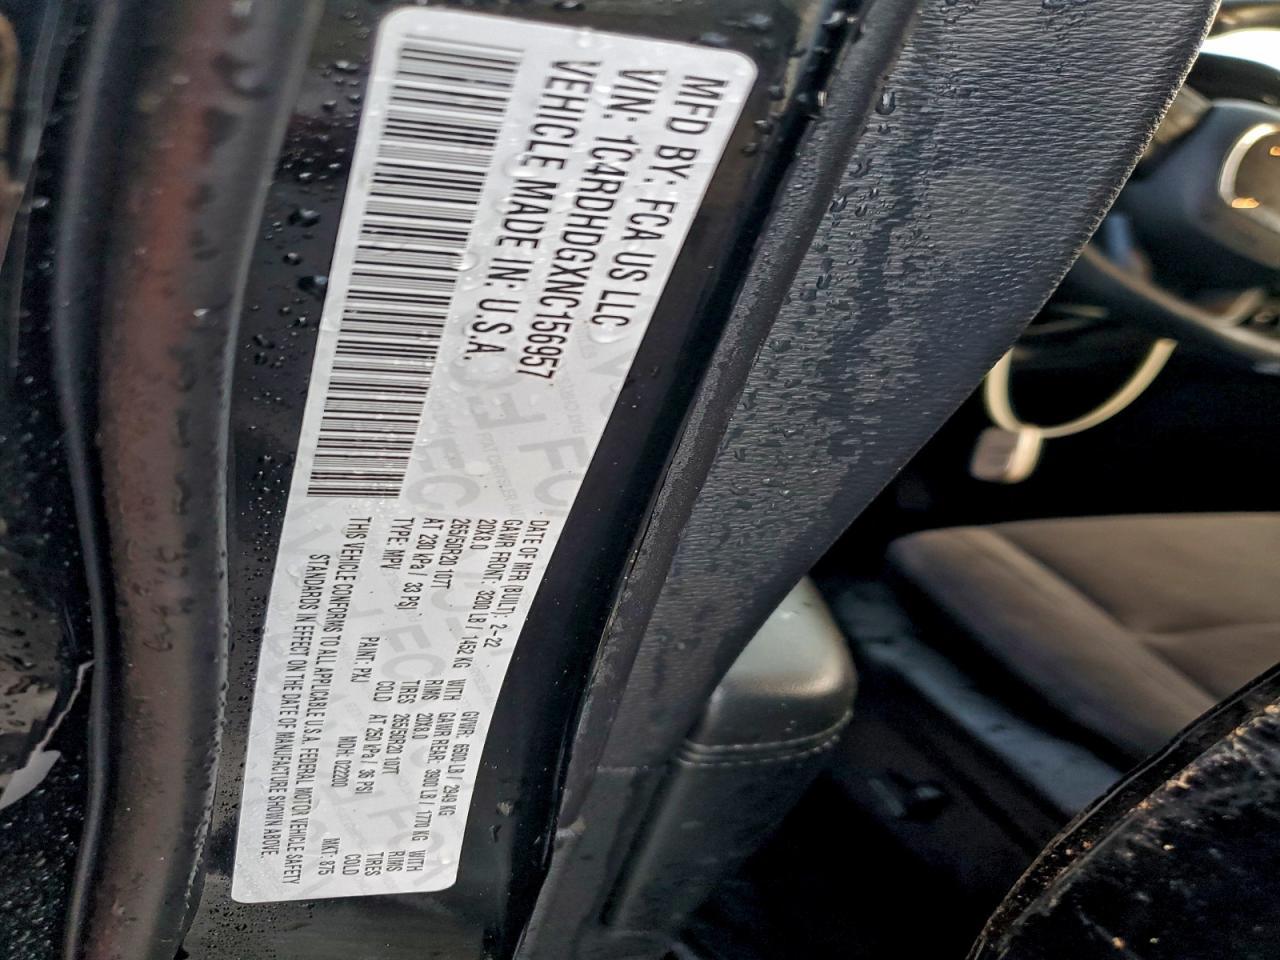 MFD BY: FCA US LLC
VIN: 1C4RDHDGXNC156957
VEHICLE MADE IN: U.S.A.
DATE OF MFR (BUILT): 2-22 GVWR: 6500 LB / 2949 KG
GAWR FRONT: 3200 LB / 1452 KG WITH GAWR REAR: 3900 LB / 1770 KG WITH
20X8.0 RIMS 20X8.0 RIMS
265/50R20 107T TIRES 265/50R20 107T TIRES
AT 230 kPa / 33 PSI COLD AT 250 kPa / 36 PSI COLD
TYPE: MPV PAINT: PXJ MDH: 022200 MKT: 875
THIS VEHICLE CONFORMS TO ALL APPLICABLE U.S.A. FEDERAL MOTOR VEHICLE SAFETY
STANDARDS IN EFFECT ON THE DATE OF MANUFACTURE SHOWN ABOVE.